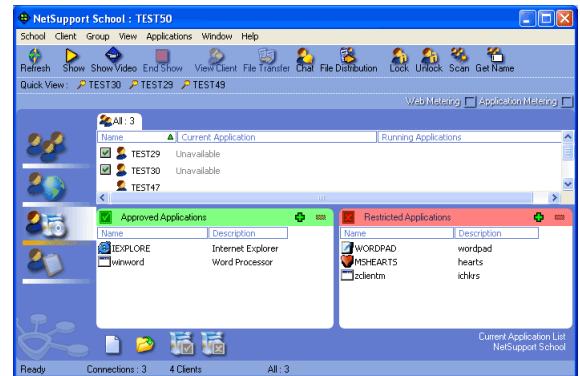 NetSupport School : TEST50
School Client Group View Applications Window Help
Refresh Show Show Video End Show View Client File Transfer Chat File Distribution Lock Unlock Scan Get Name
Quick View : TEST30 TEST29 TEST49
Web Metering Application Metering
All : 3
Name Current Application Running Applications
TEST29 Unavailable
TEST30 Unavailable
TEST47
Approved Applications Restricted Applications
Name Description Name Description
IEXPLORE Internet Explorer WORDPAD wordpad
winword Word Processor MSHEARTS hearts
zclientm ichkrs
Current Application List
NetSupport School
Ready Connections : 3 4 Clients All : 3